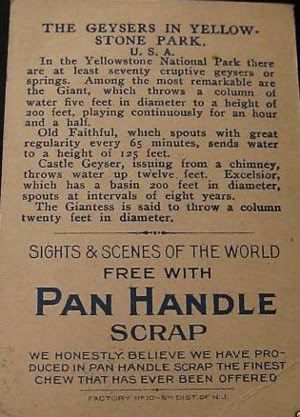 THE GEYSERS IN YELLOW-
STONE PARK.
U. S. A.
In the Yellowstone National Park there
are at least seventy eruptive geysers or
springs. Among the most remarkable are
the Giant, which throws a column of
water five feet in diameter to a height of
200 feet, playing continuously for an hour
and a half.
Old Faithful, which spouts with great
regularity every 65 minutes, sends water
to a height of 125 feet.
Castle Geyser, issuing from a chimney,
throws water up twelve feet. Excelsior,
which has a basin 200 feet in diameter,
spouts at intervals of eight years.
The Giantess is said to throw a column
twenty feet in diameter.
SIGHTS & SCENES OF THE WORLD
FREE WITH
PAN HANDLE
SCRAP
WE HONESTLY BELIEVE WE HAVE PRO-
DUCED IN PAN HANDLE SCRAP THE FINEST
CHEW THAT HAS EVER BEEN OFFERED
FACTORY Nº 10-5TH DIST. OF N.J.